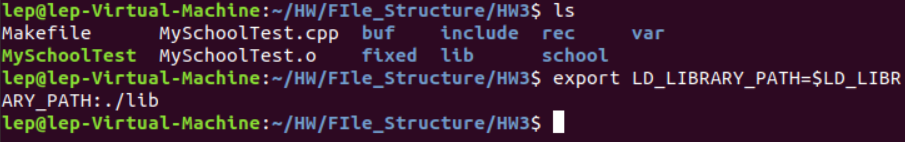 lep@lep-Virtual-Machine:~/HW/FIle_Structure/HW3$ ls
Makefile MySchoolTest.cpp buf include rec var
MySchoolTest MySchoolTest.o fixed lib school
lep@lep-Virtual-Machine:~/HW/FIle_Structure/HW3$ export LD_LIBRARY_PATH=$LD_LIBR
ARY_PATH:./lib
lep@lep-Virtual-Machine:~/HW/FIle_Structure/HW3$